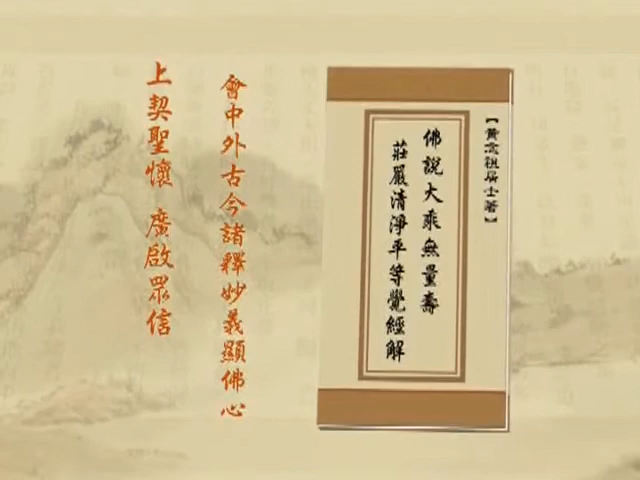 【黃念祖居士著】
佛說大乘無量壽
莊嚴清淨平等覺經解
會中外古今諸釋妙義顯佛心
上契聖懷 廣啟眾信